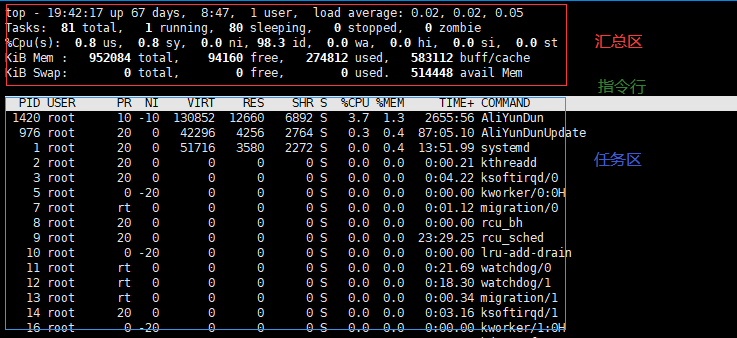 top - 19:42:17 up 67 days,  8:47,  1 user,  load average: 0.02, 0.02, 0.05
Tasks:  81 total,   1 running,  80 sleeping,   0 stopped,   0 zombie
%Cpu(s):  0.8 us,  0.8 sy,  0.0 ni, 98.3 id,  0.0 wa,  0.0 hi,  0.0 si,  0.0 st
汇总区
KiB Mem :   952084 total,    94160 free,   274812 used,   583112 buff/cache
KiB Swap:        0 total,        0 free,        0 used.   514448 avail Mem
指令行
PID USER      PR  NI    VIRT    RES    SHR S  %CPU %MEM     TIME+ COMMAND
1420 root      10 -10  130852  12660   6892 S   3.7  1.3   2655:56 AliYunDun
976 root      20   0   42296   4256   2764 S   0.3  0.4  87:05.10 AliYunDunUpdate
1 root      20   0   51716   3580   2272 S   0.0  0.4  13:51.99 systemd
任务区
2 root      20   0       0      0      0 S   0.0  0.0   0:00.21 kthreadd
3 root      20   0       0      0      0 S   0.0  0.0   0:04.22 ksoftirqd/0
5 root       0 -20       0      0      0 S   0.0  0.0   0:00.00 kworker/0:0H
7 root      rt   0       0      0      0 S   0.0  0.0   0:01.12 migration/0
8 root      20   0       0      0      0 S   0.0  0.0   0:00.00 rcu_bh
9 root      20   0       0      0      0 S   0.0  0.0  23:29.25 rcu_sched
10 root       0 -20       0      0      0 S   0.0  0.0   0:00.00 lru-add-drain
11 root      rt   0       0      0      0 S   0.0  0.0   0:21.69 watchdog/0
12 root      rt   0       0      0      0 S   0.0  0.0   0:18.30 watchdog/1
13 root      rt   0       0      0      0 S   0.0  0.0   0:00.34 migration/1
14 root      20   0       0      0      0 S   0.0  0.0   0:03.16 ksoftirqd/1
16 root       0 -20       0      0      0 S   0.0  0.0   0:00.00 kworker/1:0H